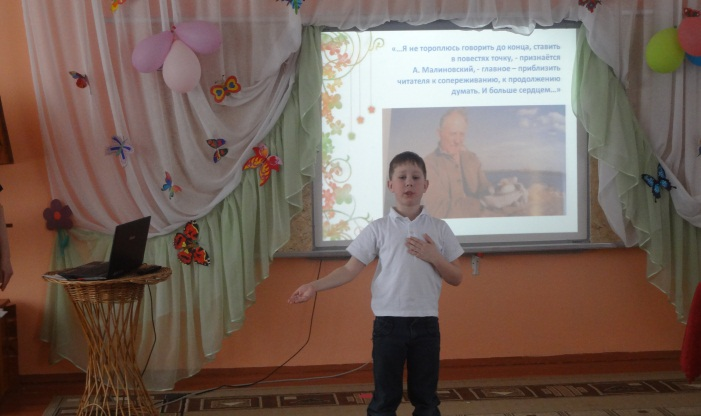 «...Я не тороплюсь говорить до конца, ставить
в повестях точку, - признаётся
А. Малиновский, - главное – приблизить
читателя к сопереживанию, к продолжению
думать. И больше сердцем...»